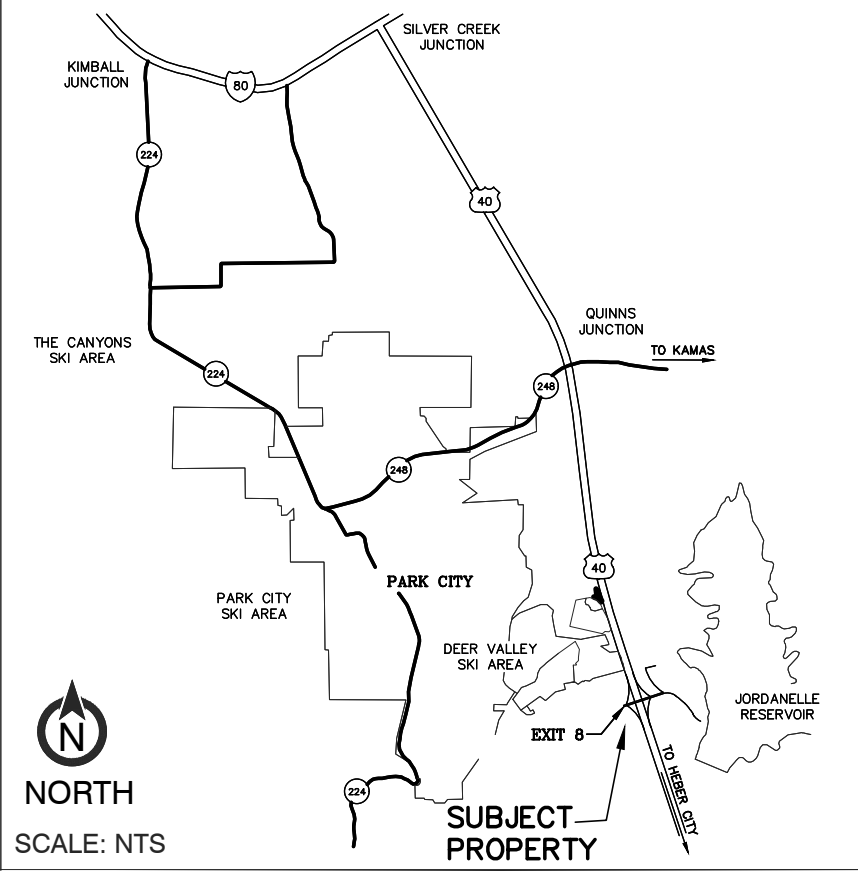 SILVER CREEK
JUNCTION
KIMBALL
JUNCTION
80
224
40
QUINNS
JUNCTION
THE CANYONS
SKI AREA
TO KAMAS
224
248
248
40
PARK CITY
PARK CITY
SKI AREA
DEER VALLEY
SKI AREA
JORDANELLE
RESERVOIR
EXIT 8
N
NORTH
TO HEBER CITY
224
SUBJECT
PROPERTY
SCALE: NTS